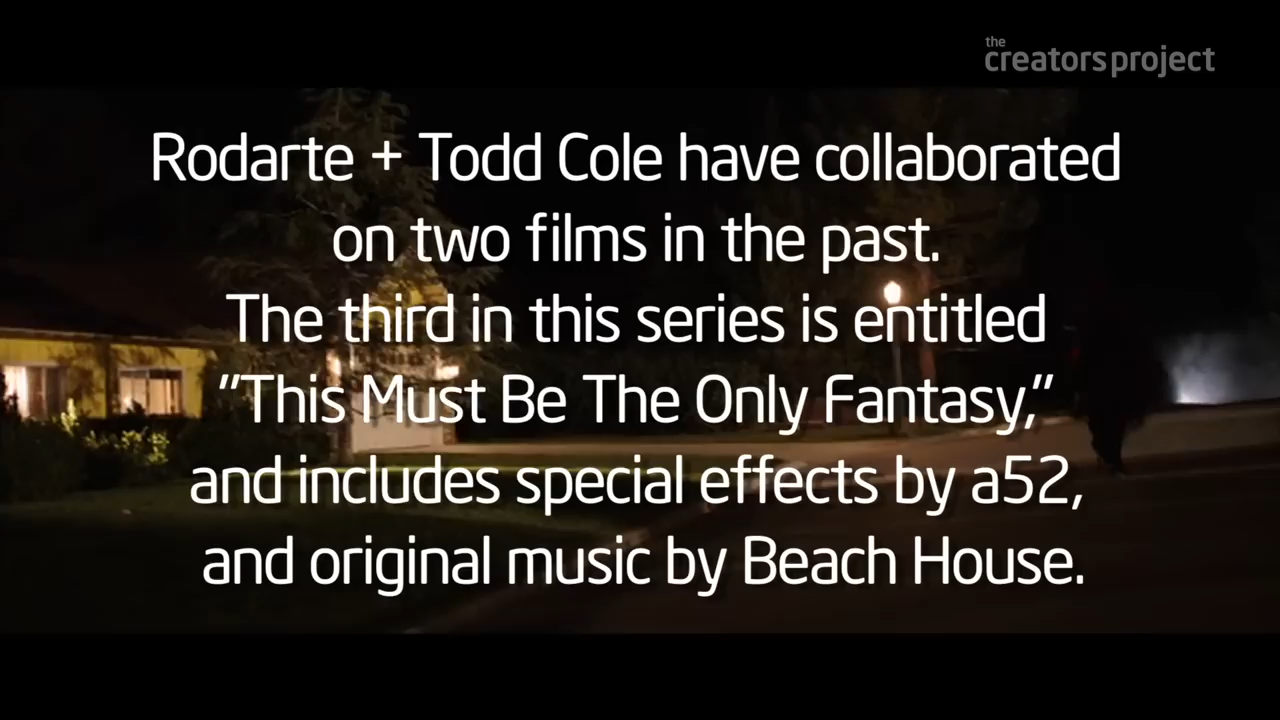 the
creatorsproject
Rodarte + Todd Cole have collaborated
on two films in the past.
The third in this series is entitled
"This Must Be The Only Fantasy,"
and includes special effects by a52,
and original music by Beach House.